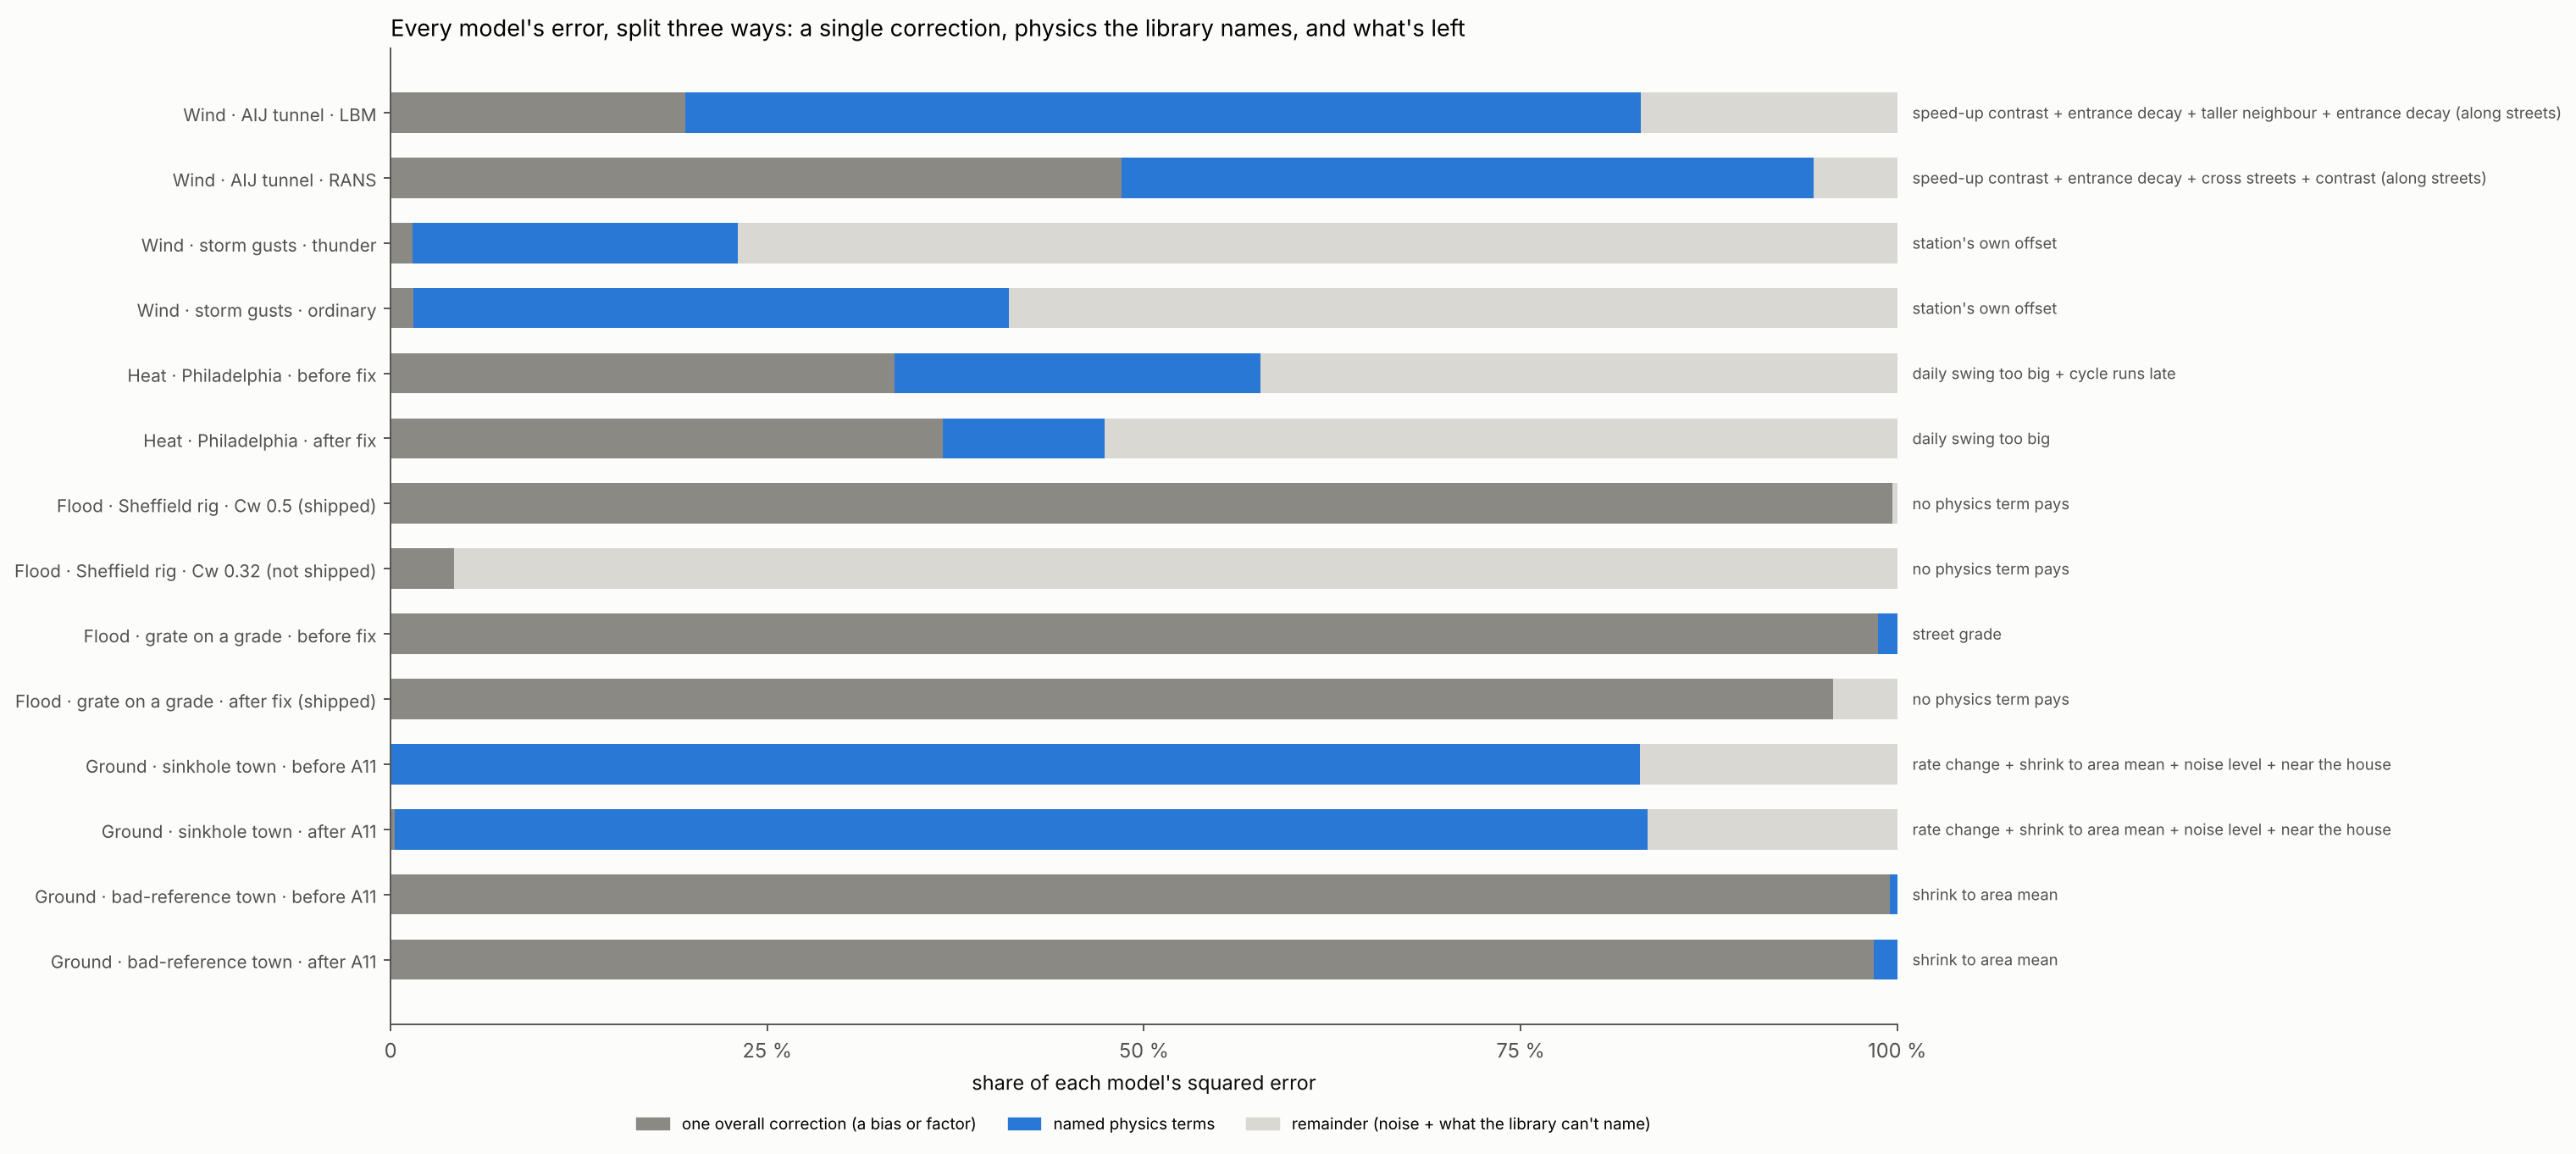 Every model's error, split three ways: a single correction, physics the library names, and what's left
Wind · AIJ tunnel · LBM
speed-up contrast + entrance decay + taller neighbour + entrance decay (along streets)
Wind · AIJ tunnel · RANS
speed-up contrast + entrance decay + cross streets + contrast (along streets)
Wind · storm gusts · thunder
station's own offset
Wind · storm gusts · ordinary
station's own offset
Heat · Philadelphia · before fix
daily swing too big + cycle runs late
Heat · Philadelphia · after fix
daily swing too big
Flood · Sheffield rig · Cw 0.5 (shipped)
no physics term pays
Flood · Sheffield rig · Cw 0.32 (not shipped)
no physics term pays
Flood · grate on a grade · before fix
street grade
Flood · grate on a grade · after fix (shipped)
no physics term pays
Ground · sinkhole town · before A11
rate change + shrink to area mean + noise level + near the house
Ground · sinkhole town · after A11
rate change + shrink to area mean + noise level + near the house
Ground · bad-reference town · before A11
shrink to area mean
Ground · bad-reference town · after A11
shrink to area mean
0 25 % 50 % 75 % 100 %
share of each model's squared error
one overall correction (a bias or factor) named physics terms remainder (noise + what the library can't name)